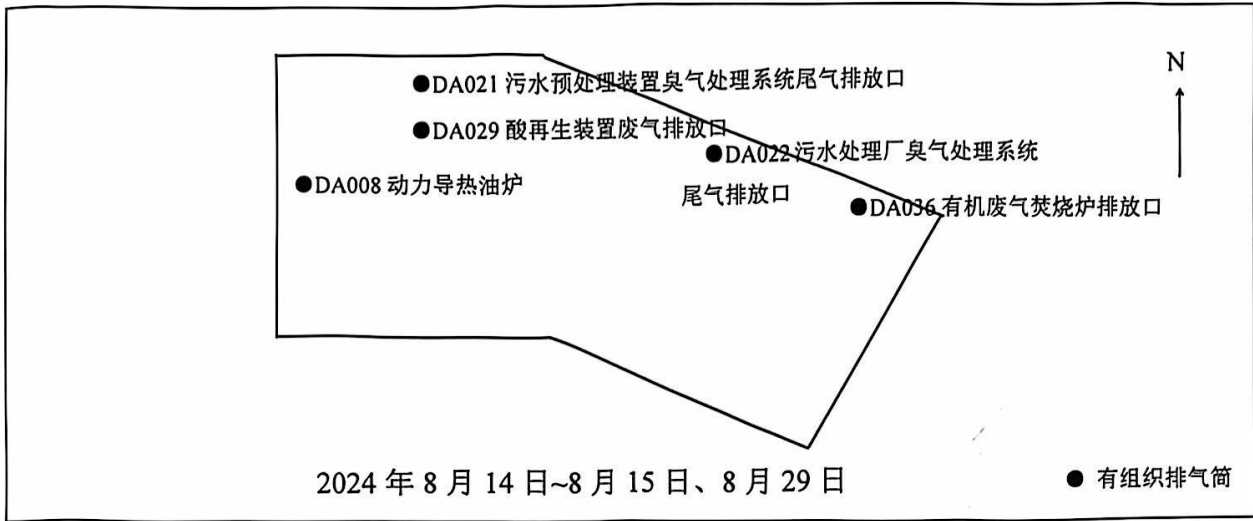 N
●DA021 污水预处理装置臭气处理系统尾气排放口
●DA029 酸再生装置废气排放口
●DA022 污水处理厂臭气处理系统
尾气排放口
●DA008 动力导热油炉
●DA036 有机废气焚烧炉排放口
2024 年 8 月 14 日~8 月 15 日、8 月 29 日
● 有组织排气筒